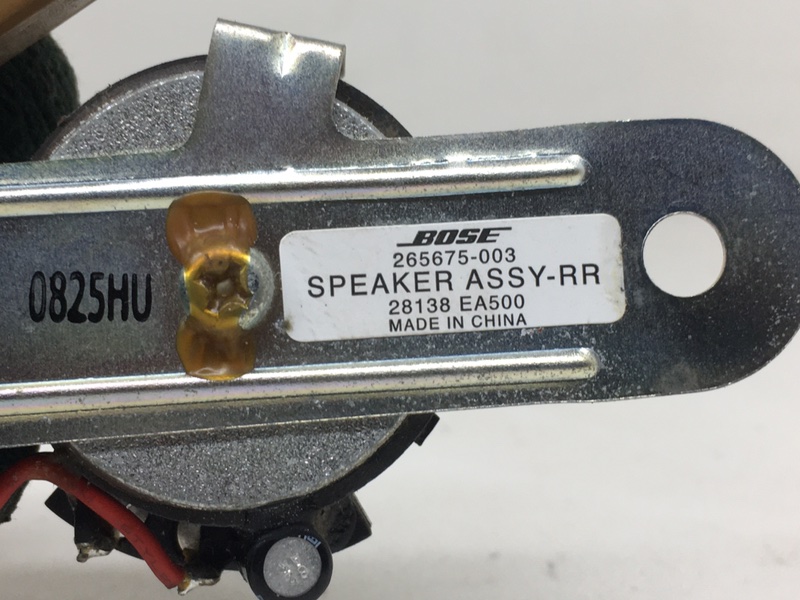 0825HU
BOSE
265675-003
SPEAKER ASSY-RR
28138 EA500
MADE IN CHINA